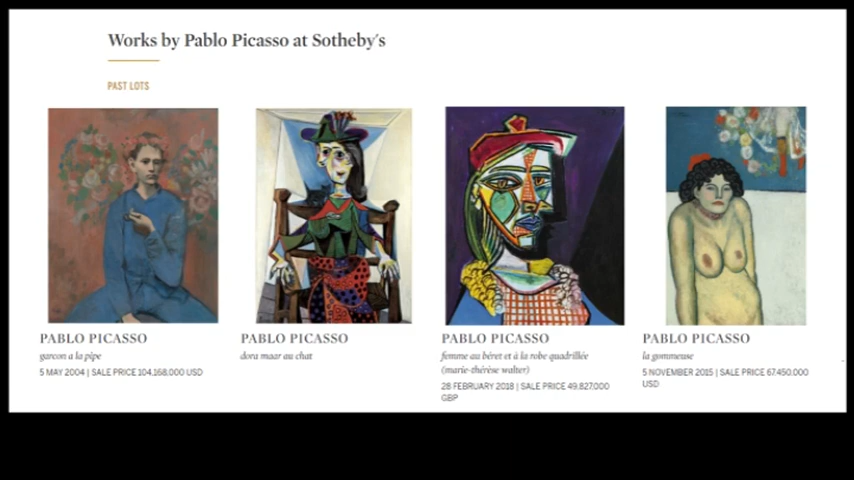 Works by Pablo Picasso at Sotheby's
PAST LOTS
PABLO PICASSO
garcon a la pipe
5 MAY 2004 | SALE PRICE 104,168,000 USD
PABLO PICASSO
dora maar au chat
PABLO PICASSO
femme au béret et à la robe quadrillée
(marie-thérèse walter)
28 FEBRUARY 2018 | SALE PRICE 49,827,000
GBP
PABLO PICASSO
la gommeuse
5 NOVEMBER 2015 | SALE PRICE 67,450,000
USD